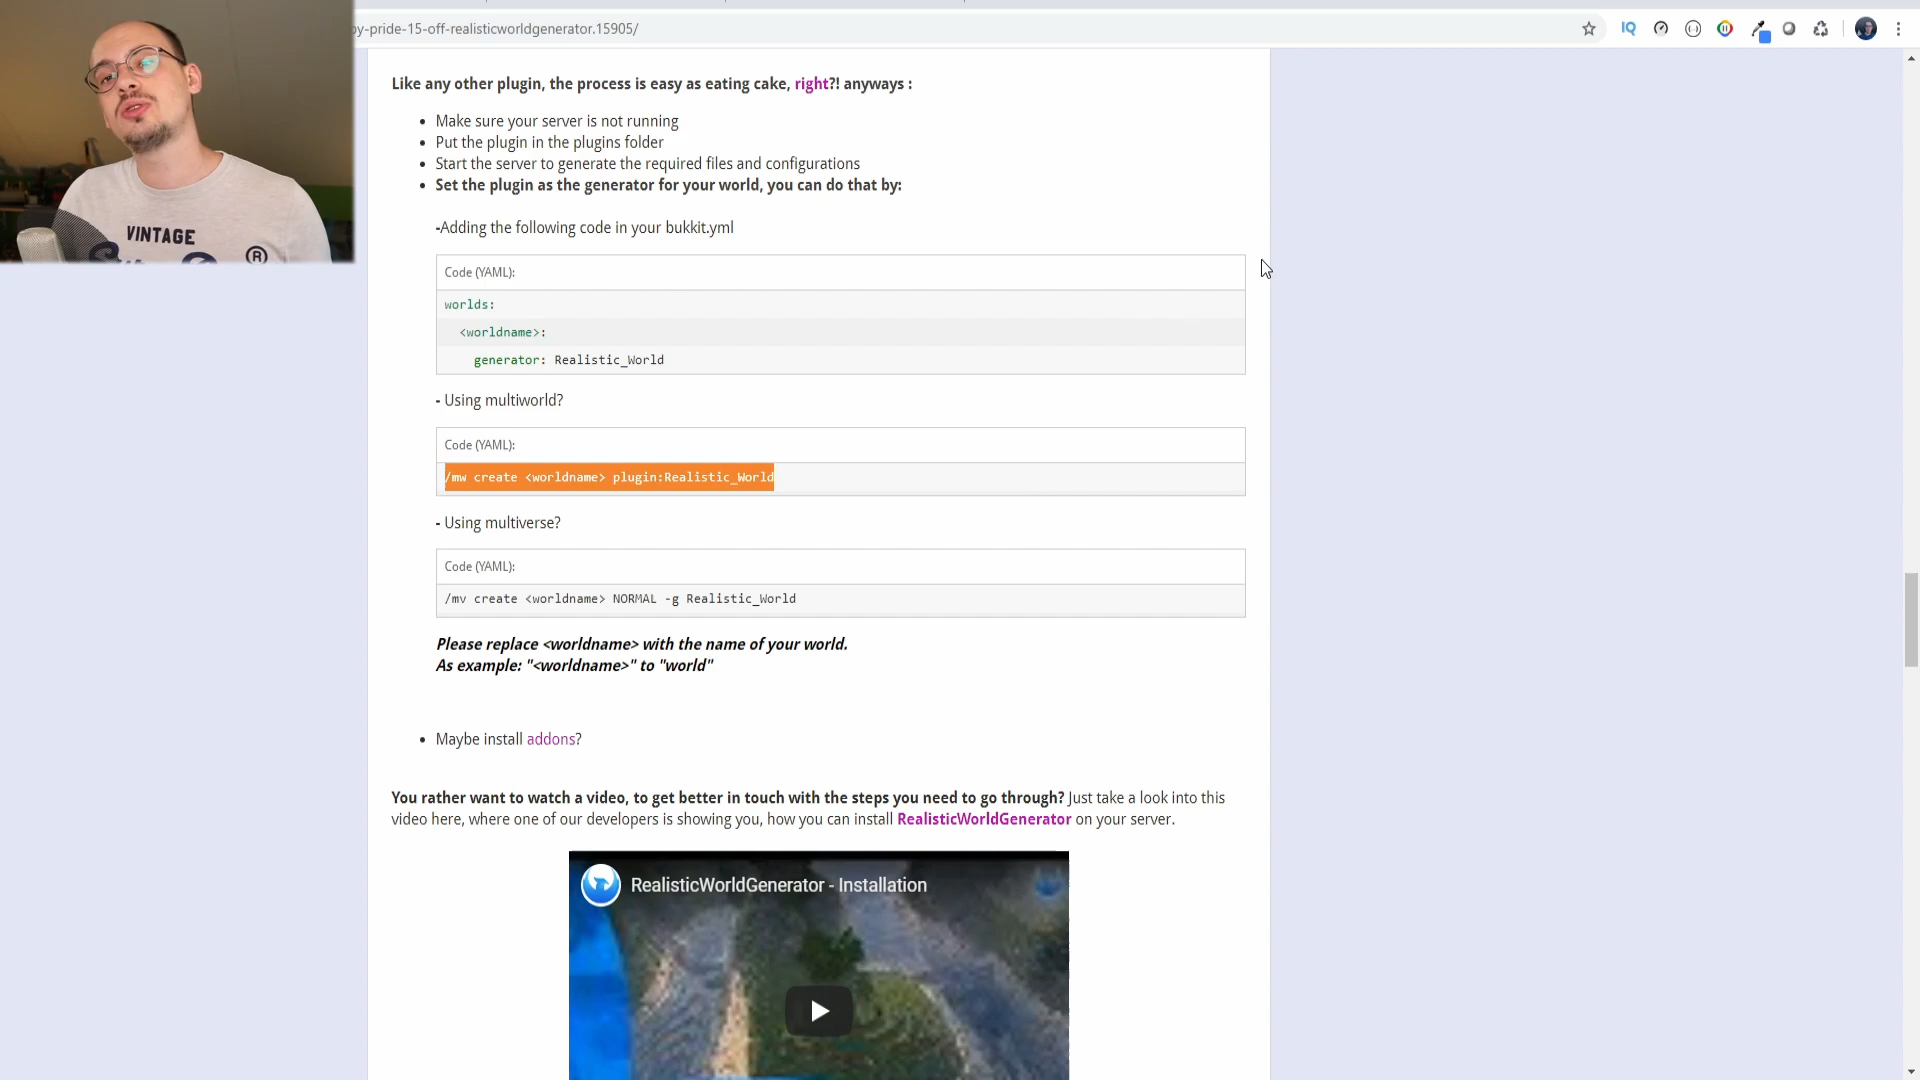 by-pride-15-off-realisticworldgenerator.15905/
IQ
Like any other plugin, the process is easy as eating cake, right?! anyways :
• Make sure your server is not running
• Put the plugin in the plugins folder
• Start the server to generate the required files and configurations
• Set the plugin as the generator for your world, you can do that by:
-Adding the following code in your bukkit.yml
Code (YAML):
worlds:
<worldname>:
generator: Realistic_World
- Using multiworld?
Code (YAML):
/mw create <worldname> plugin:Realistic_World
- Using multiverse?
Code (YAML):
/mv create <worldname> NORMAL -g Realistic_World
Please replace <worldname> with the name of your world.
As example: "<worldname>" to "world"
• Maybe install addons?
You rather want to watch a video, to get better in touch with the steps you need to go through? Just take a look into this
video here, where one of our developers is showing you, how you can install RealisticWorldGenerator on your server.
RealisticWorldGenerator - Installation
VINTAGE
®